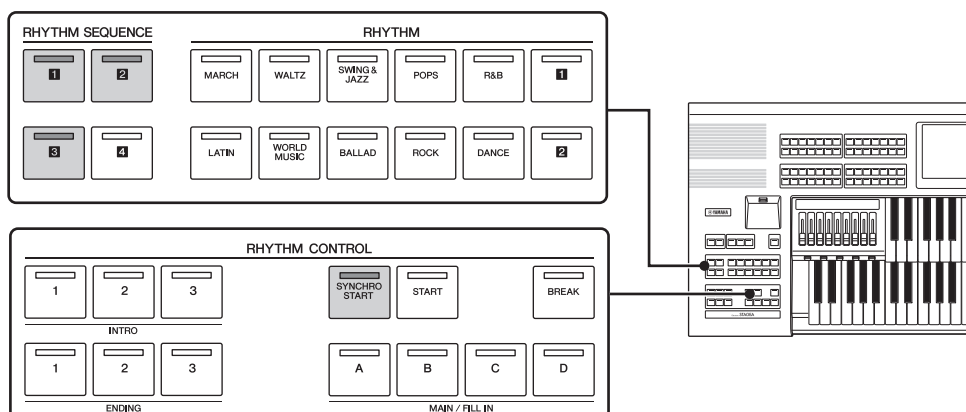 RHYTHM SEQUENCE
RHYTHM
1 2 MARCH WALTZ SWING & JAZZ POPS R&B 1
3 4 LATIN WORLD MUSIC BALLAD ROCK DANCE 2
YAMAHA
RHYTHM CONTROL
1 2 3 SYNCHRO START START BREAK
INTRO
1 2 3 A B C D
ENDING
MAIN / FILL IN